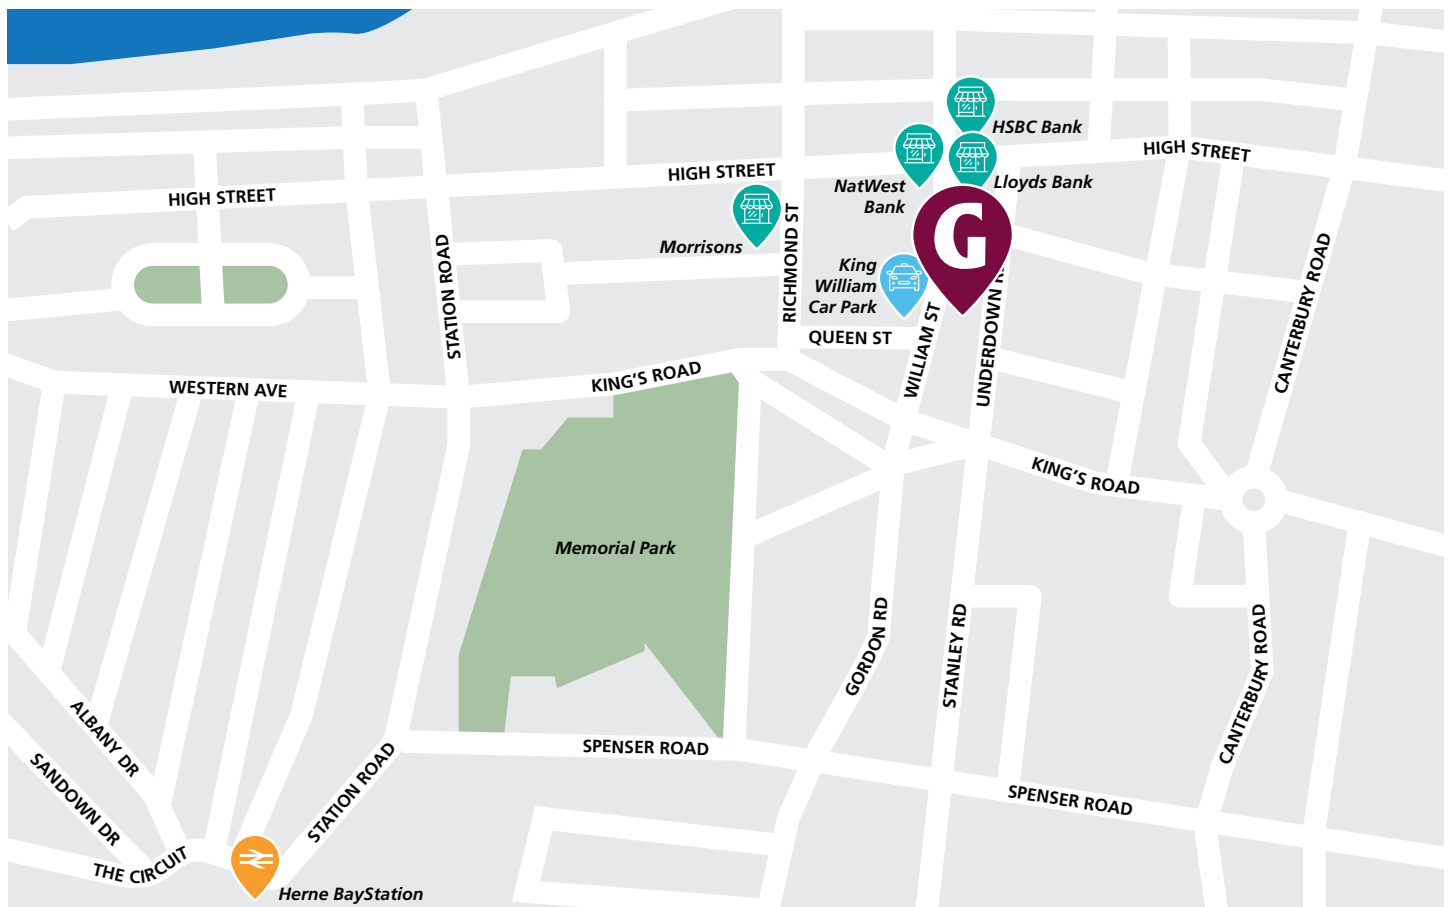 HSBC Bank
HIGH STREET
HIGH STREET
NatWest
Bank
Lloyds Bank
HIGH STREET
Morrisons
RICHMOND ST
G
STATION ROAD
King
William
Car Park
CANTERBURY ROAD
QUEEN ST
WILLIAM ST
UNDERDOWN R
WESTERN AVE
KING'S ROAD
KING'S ROAD
Memorial Park
GORDON RD
STANLEY RD
CANTERBURY ROAD
ALBANY DR
SANDOWN DR
SPENSER ROAD
STATION ROAD
SPENSER ROAD
THE CIRCUIT
Herne BayStation